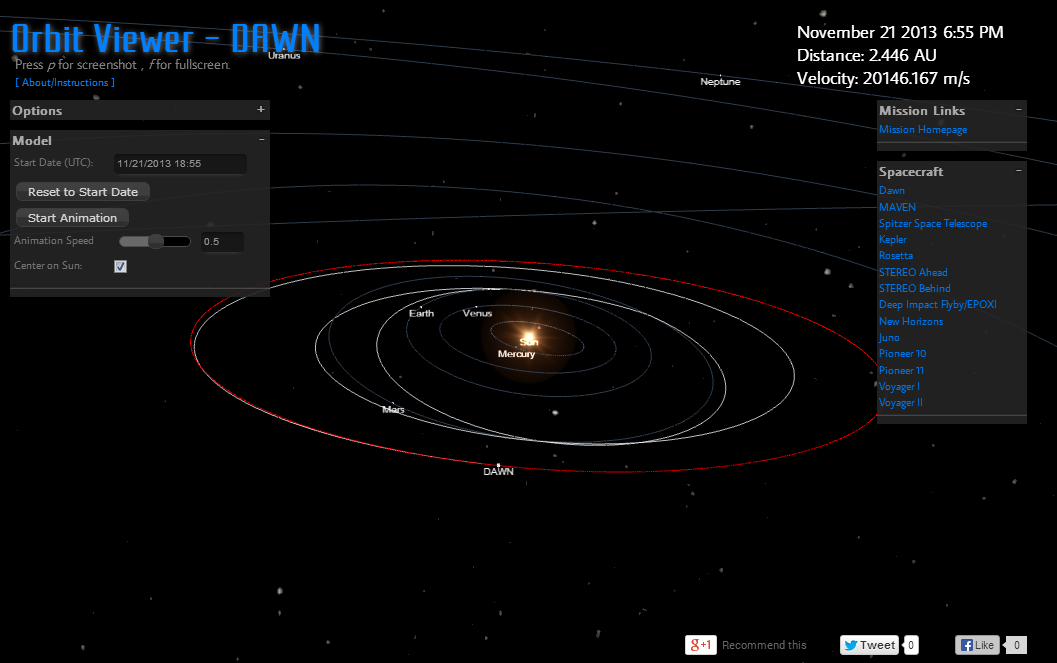 Orbit Viewer - DAWN
Press p for screenshot , f for fullscreen.
[ About/Instructions ]
November 21 2013 6:55 PM
Distance: 2.446 AU
Velocity: 20146.167 m/s
Uranus
Neptune
Options +
Model −
Start Date (UTC): 11/21/2013 18:55
Reset to Start Date
Start Animation
Animation Speed 0.5
Center on Sun:
Mission Links −
Mission Homepage
Spacecraft −
Dawn
MAVEN
Spitzer Space Telescope
Kepler
Rosetta
STEREO Ahead
STEREO Behind
Deep Impact Flyby/EPOXI
New Horizons
Juno
Pioneer 10
Pioneer 11
Voyager I
Voyager II
Earth
Venus
Sun
Mercury
Mars
DAWN
g+1 Recommend this
Tweet 0
f Like 0